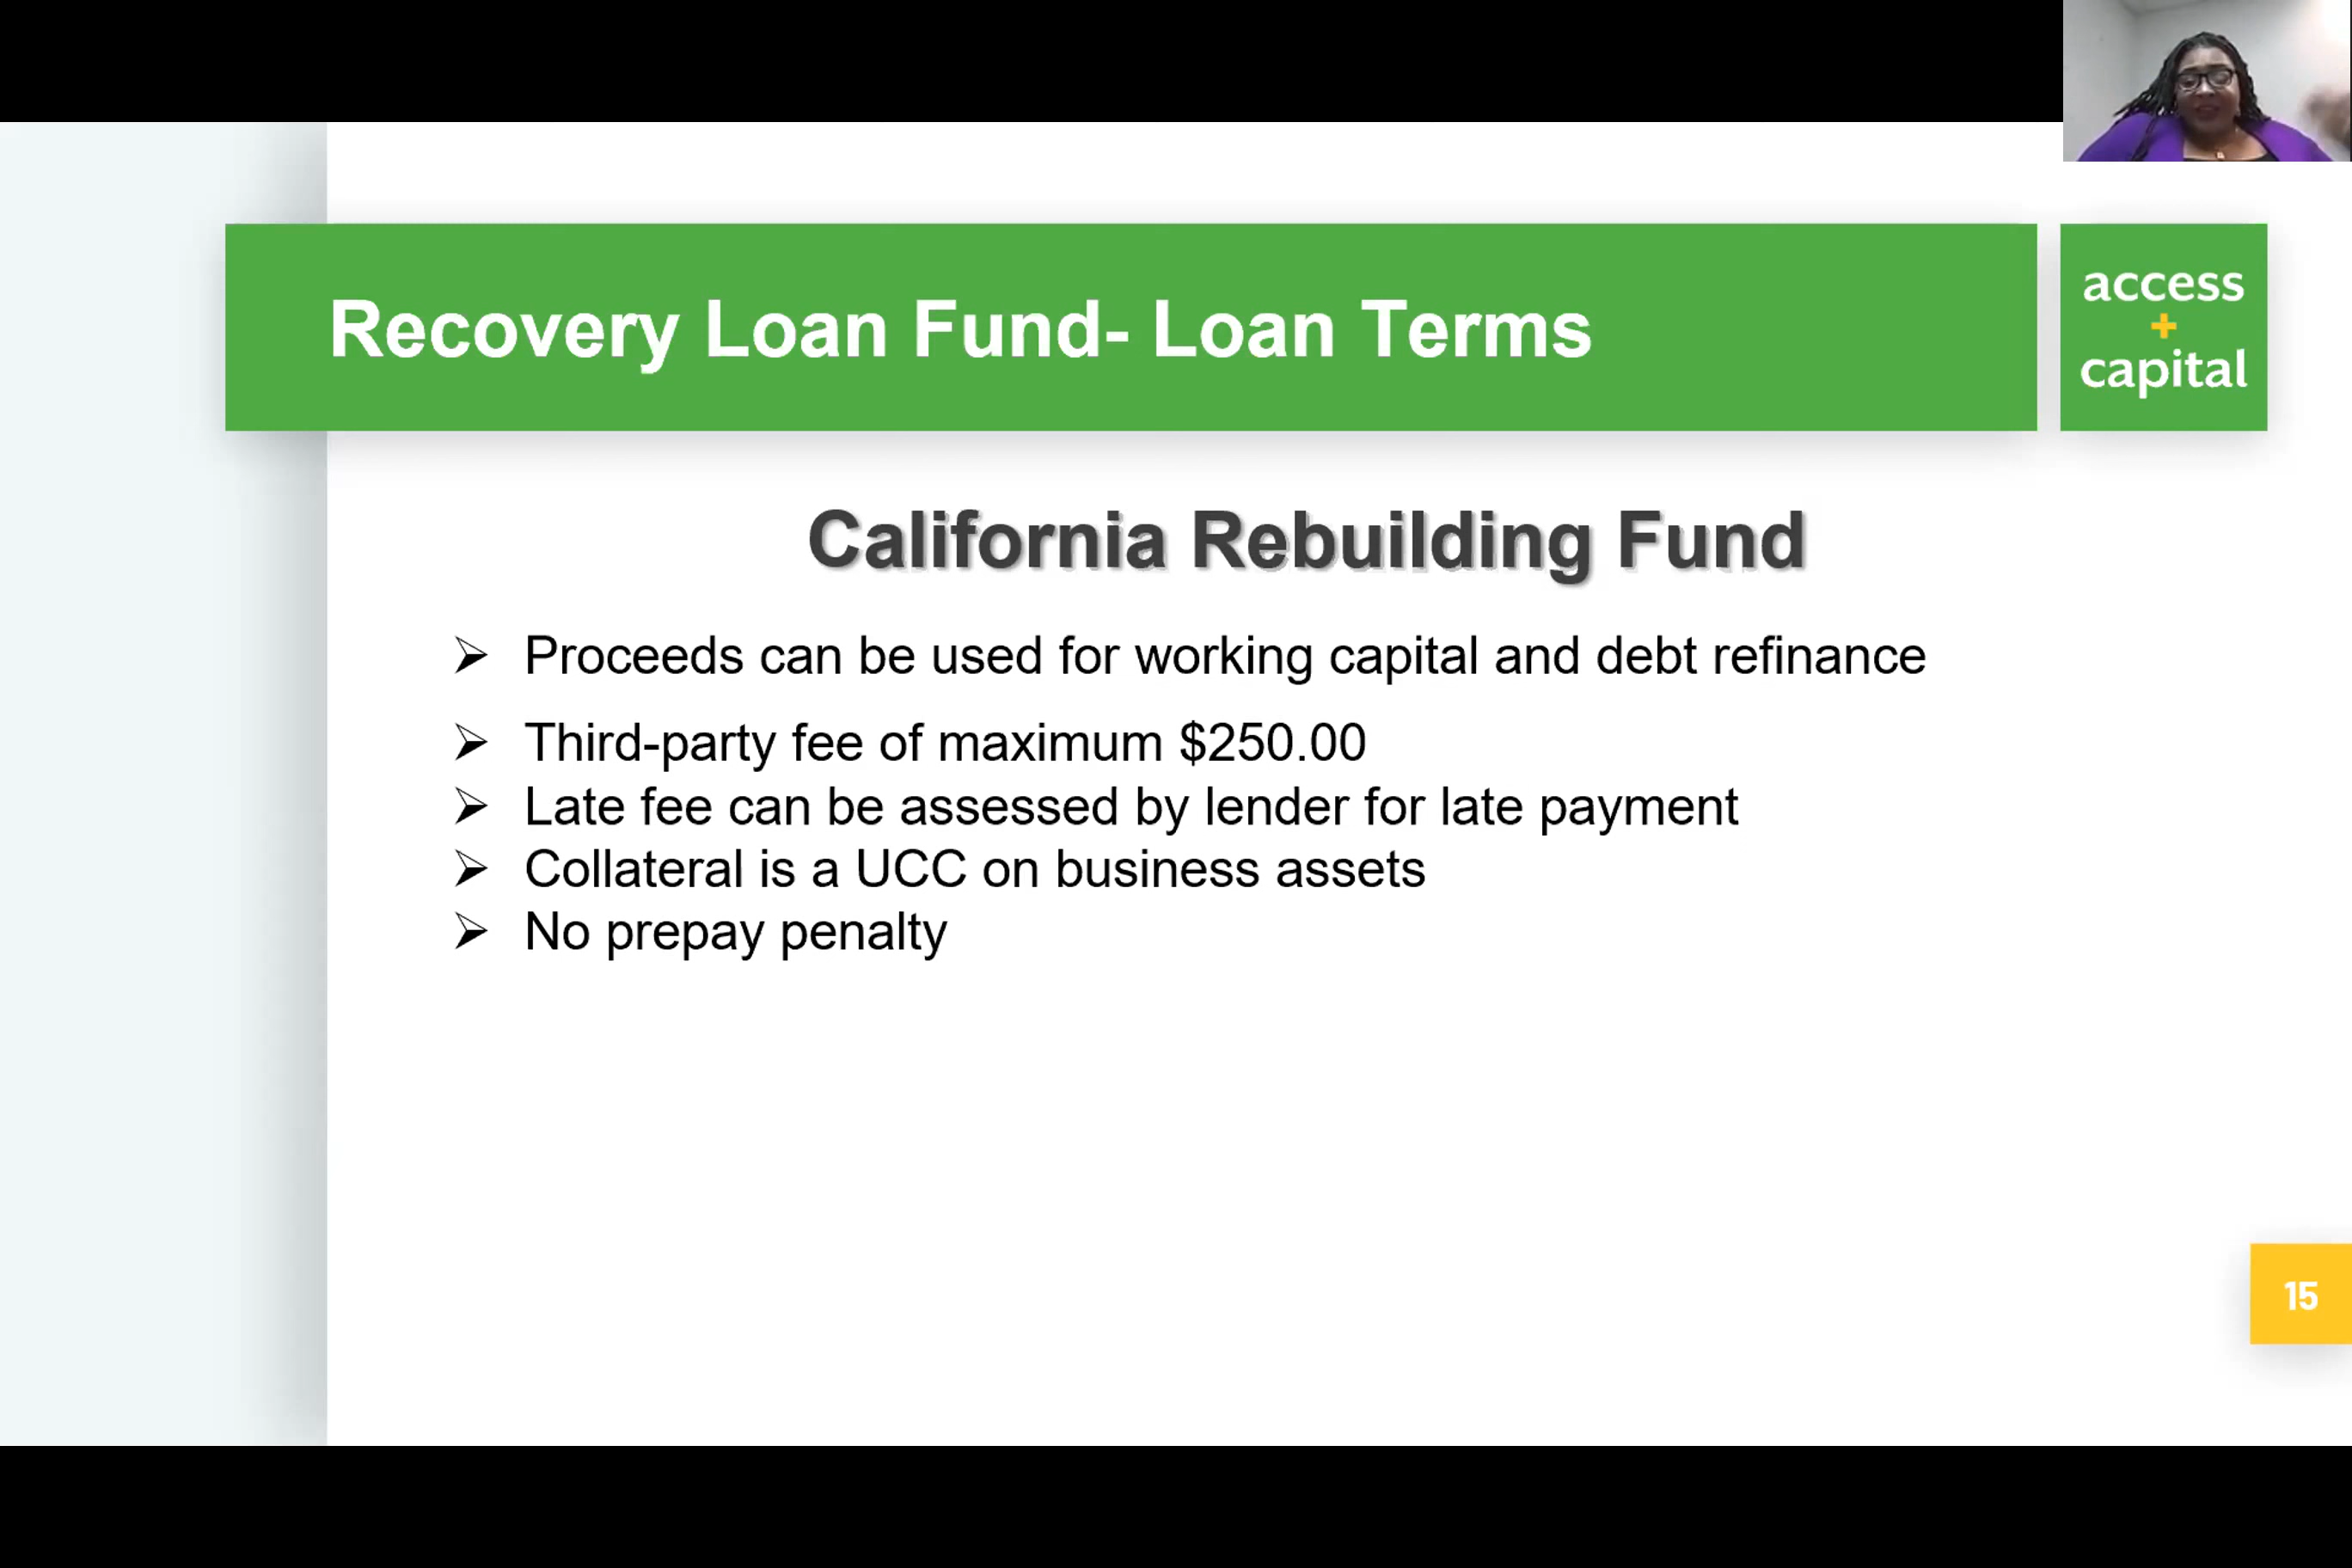 Recovery Loan Fund- Loan Terms
access
+
capital
California Rebuilding Fund
➢ Proceeds can be used for working capital and debt refinance
➢ Third-party fee of maximum $250.00
➢ Late fee can be assessed by lender for late payment
➢ Collateral is a UCC on business assets
➢ No prepay penalty
15